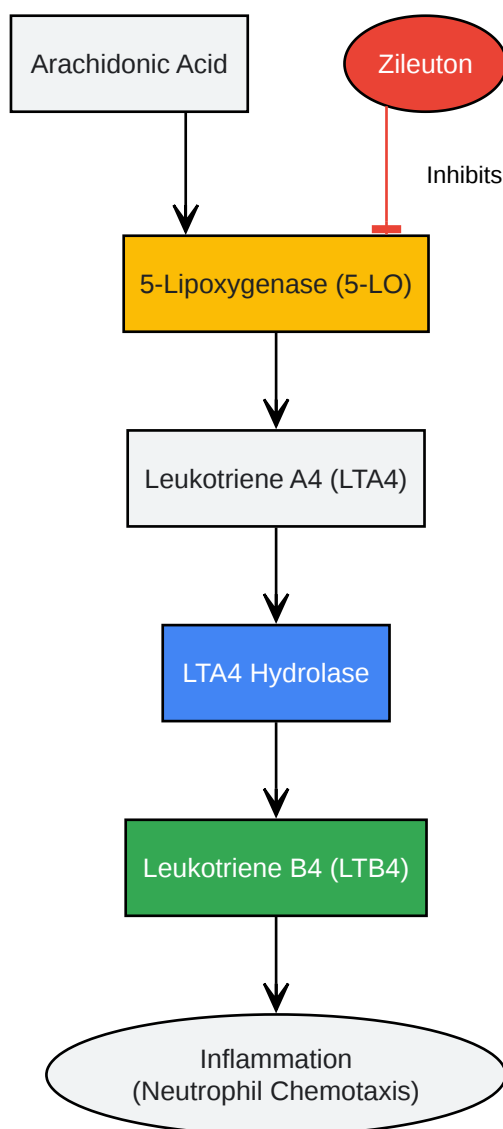 Arachidonic Acid
Zileuton
Inhibits
5-Lipoxygenase (5-LO)
Leukotriene A4 (LTA4)
LTA4 Hydrolase
Leukotriene B4 (LTB4)
Inflammation
(Neutrophil Chemotaxis)